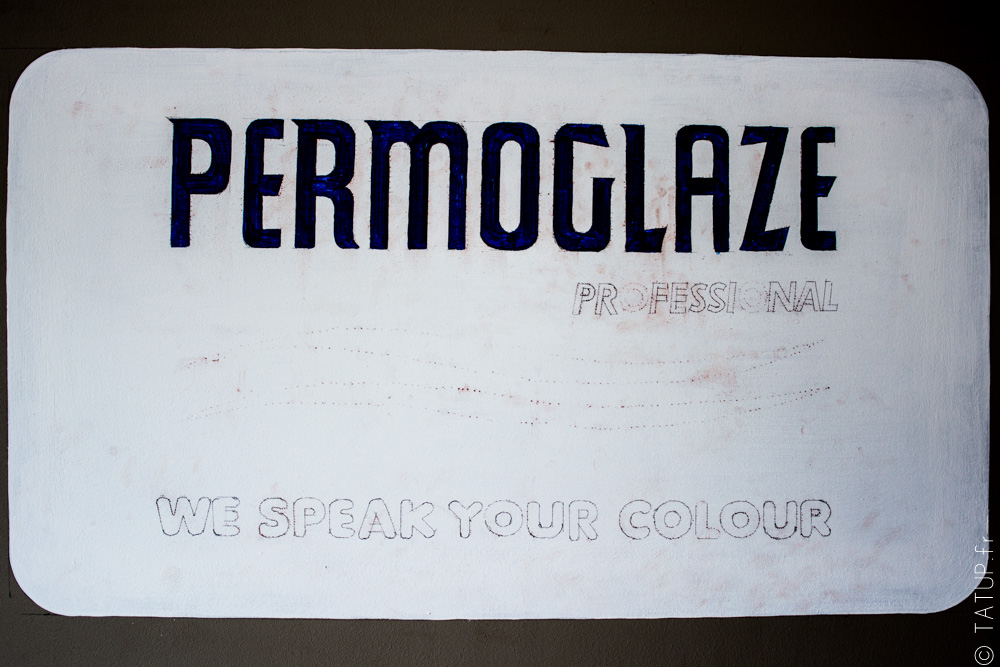 PERMOGLAZE
PROFESSIONAL
WE SPEAK YOUR COLOUR
© TATUP.fr